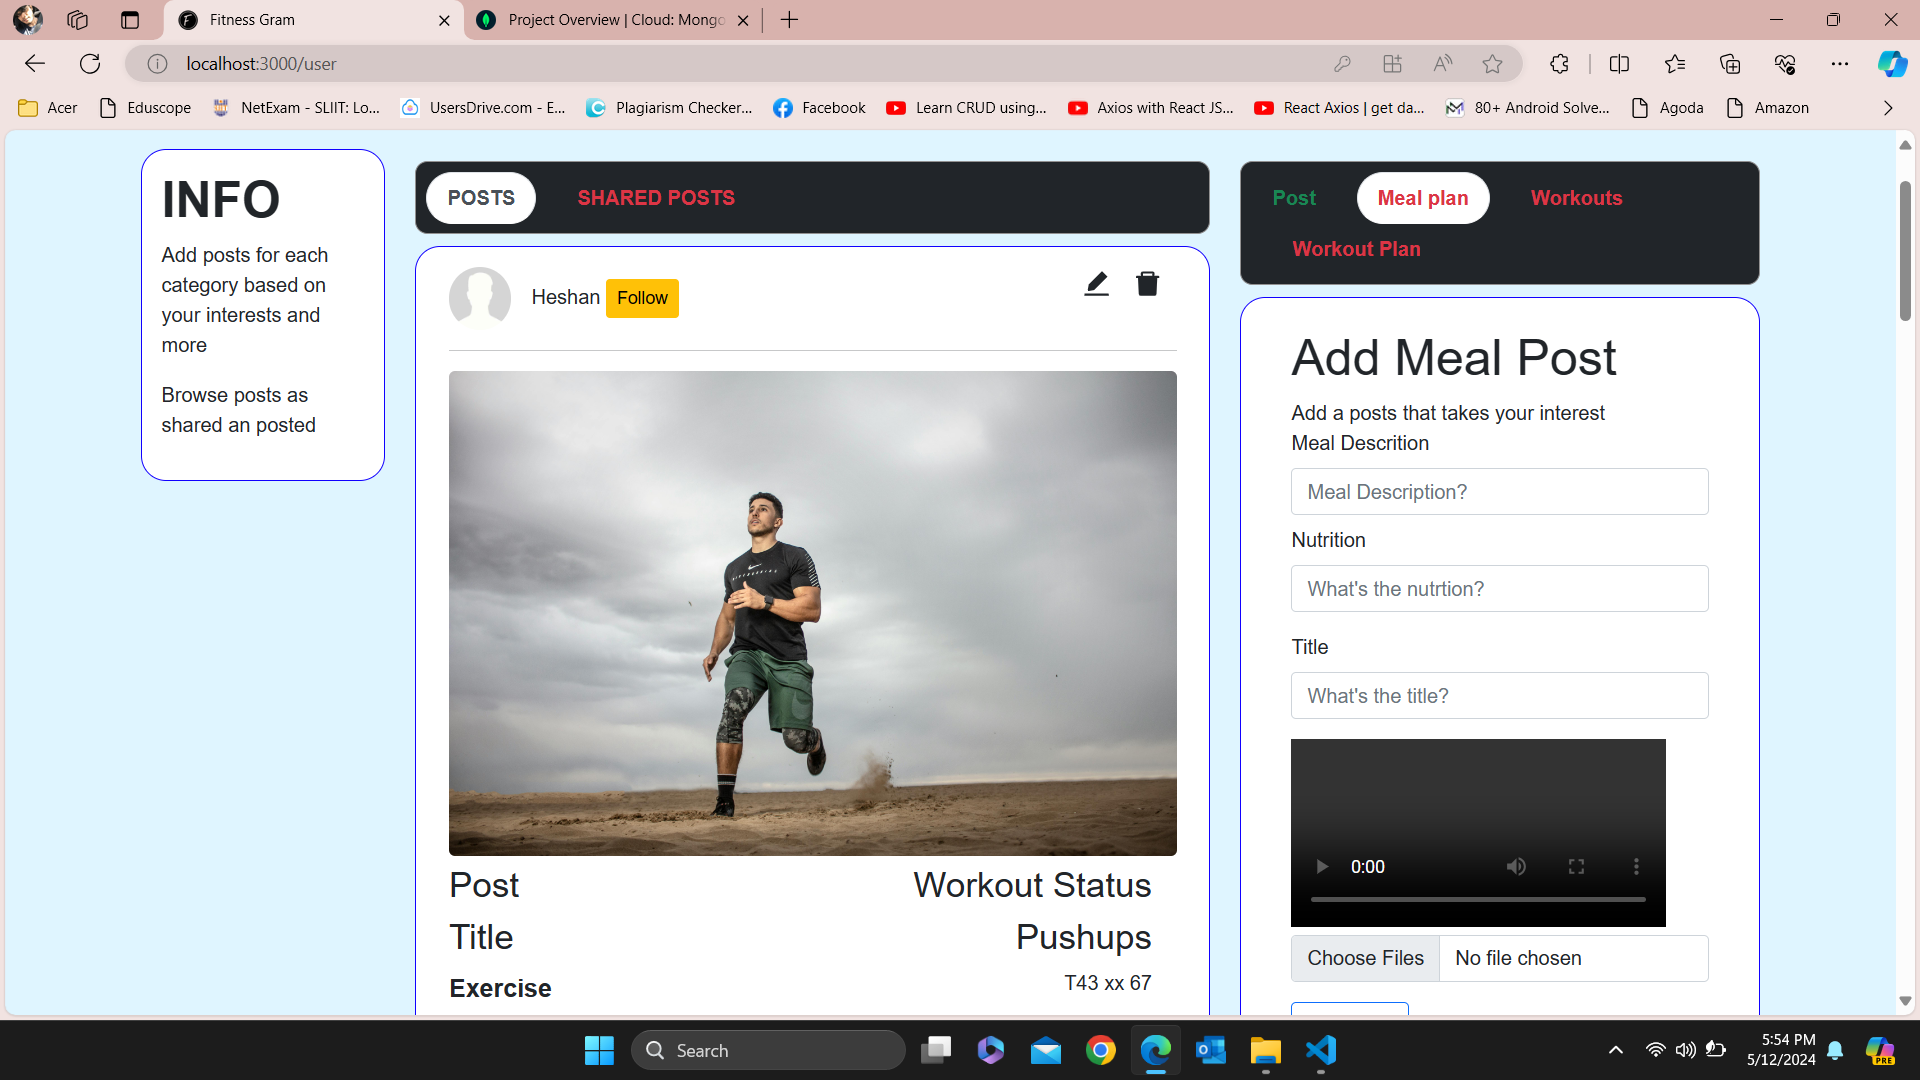 Fitness Gram
Project Overview | Cloud: Mongo
localhost:3000/user
Acer
Eduscope
NetExam - SLIIT: Lo...
UsersDrive.com - E...
Plagiarism Checker...
Facebook
Learn CRUD using...
Axios with React JS...
React Axios | get da...
80+ Android Solve...
Agoda
Amazon
INFO
Add posts for each
category based on
your interests and
more
Browse posts as
shared an posted
POSTS
SHARED POSTS
Heshan
Follow
Post
Workout Status
Title
Pushups
Exercise
T43 xx 67
Post
Meal plan
Workouts
Workout Plan
Add Meal Post
Add a posts that takes your interest
Meal Descrition
Meal Description?
Nutrition
What's the nutrtion?
Title
What's the title?
0:00
Choose Files
No file chosen
Search
5:54 PM
5/12/2024
PRE